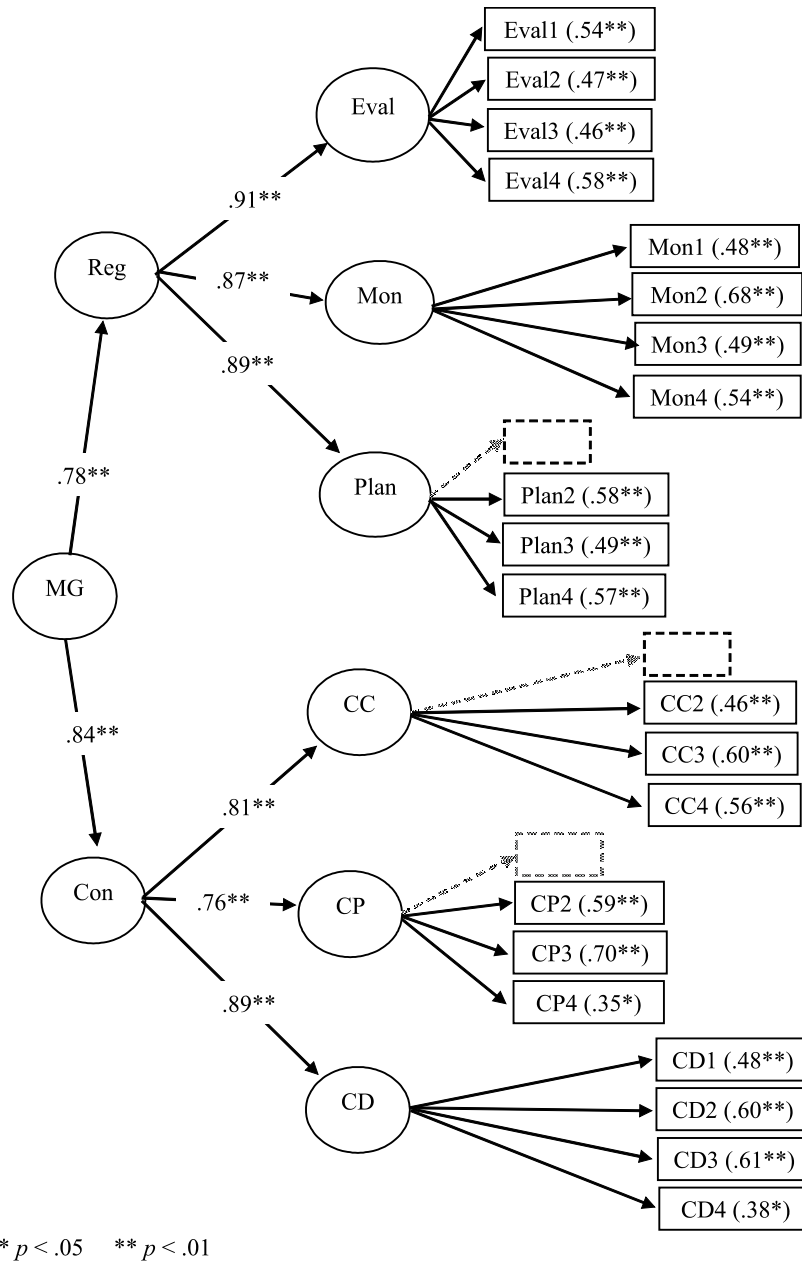 Eval1 (.54**)
Eval2 (.47**)
Eval3 (.46**)
Eval4 (.58**)
Eval
.91**
Reg
.87**
Mon
Mon1 (.48**)
Mon2 (.68**)
Mon3 (.49**)
Mon4 (.54**)
.89**
Plan
Plan2 (.58**)
Plan3 (.49**)
Plan4 (.57**)
.78**
MG
.84**
CC
CC2 (.46**)
CC3 (.60**)
CC4 (.56**)
.81**
Con
.76**
CP
CP2 (.59**)
CP3 (.70**)
CP4 (.35*)
.89**
CD
CD1 (.48**)
CD2 (.60**)
CD3 (.61**)
CD4 (.38*)
* p < .05 ** p < .01